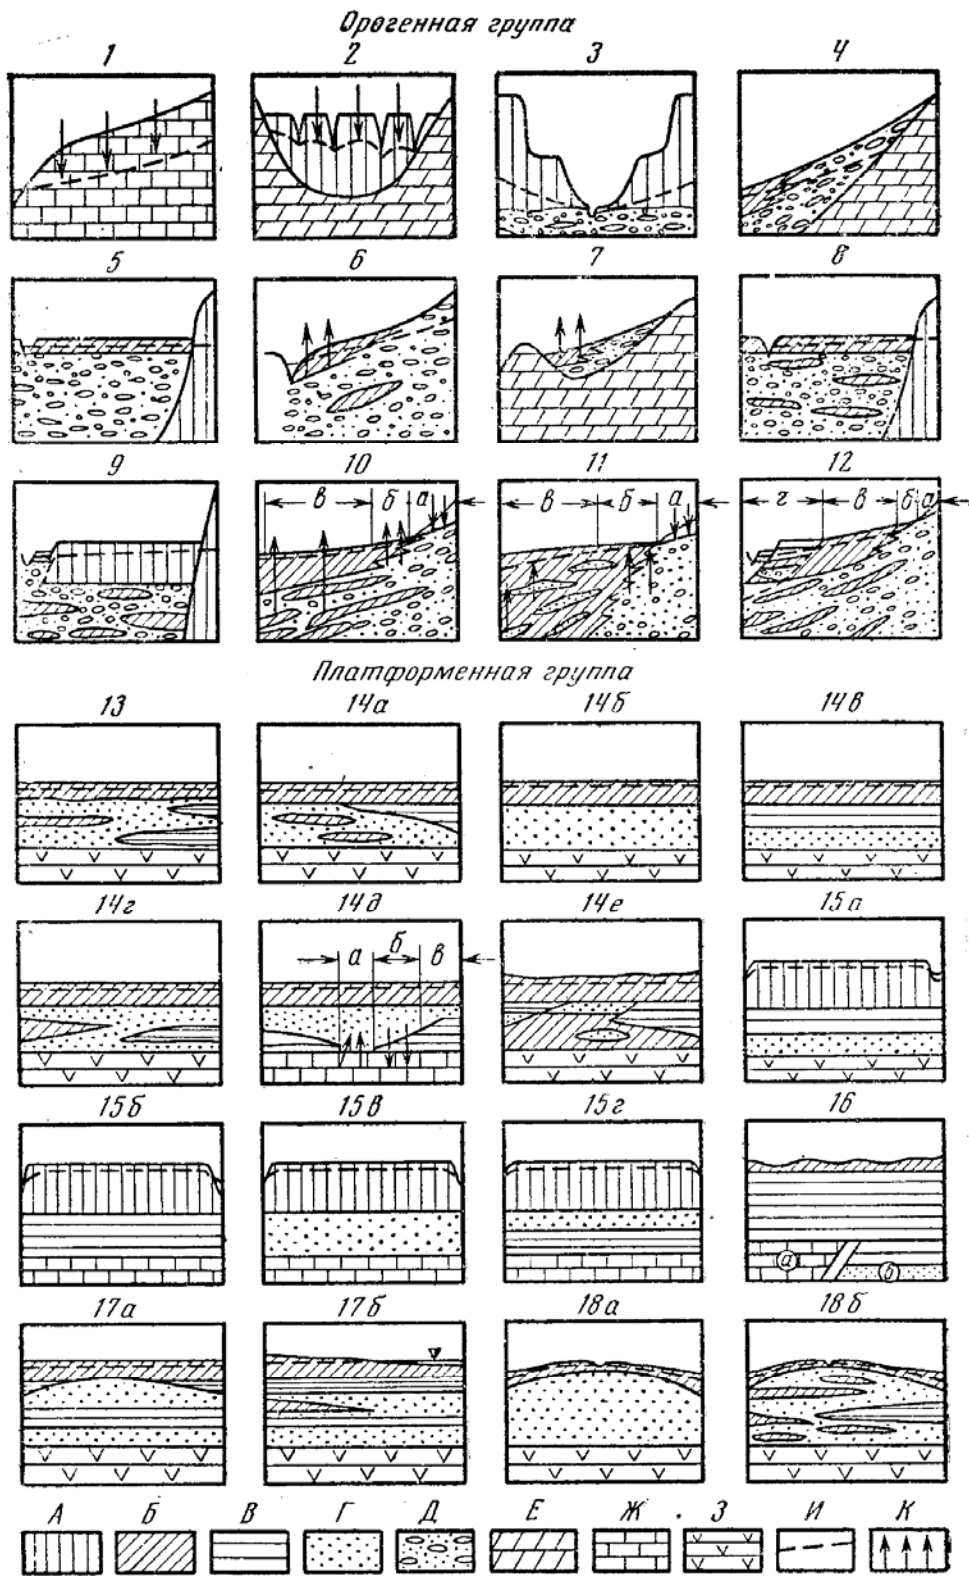 Орогенная группа
1 2 3 4
5 6 7 8
9 10 11 12
в б а в б а г в б а
Платформенная группа
13 14а 14б 14в
14г 14д 14е 15а
а б в
15б 15в 15г 16
а б
17а 17б 18а 18б
А Б В Г Д Е Ж З И К